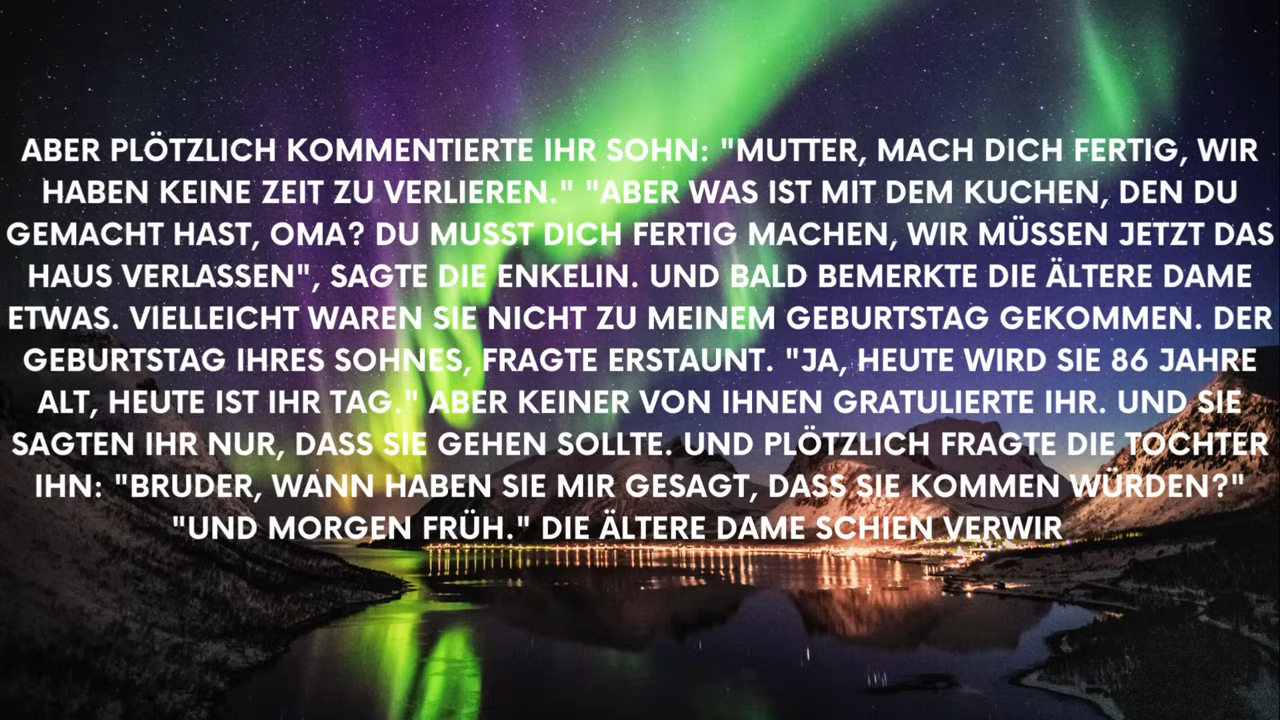 ABER PLÖTZLICH KOMMENTIERTE IHR SOHN: "MUTTER, MACH DICH FERTIG, WIR
HABEN KEINE ZEIT ZU VERLIEREN." "ABER WAS IST MIT DEM KUCHEN, DEN DU
GEMACHT HAST, OMA? DU MUSST DICH FERTIG MACHEN, WIR MÜSSEN JETZT DAS
HAUS VERLASSEN", SAGTE DIE ENKELIN. UND BALD BEMERKTE DIE ÄLTERE DAME
ETWAS. VIELLEICHT WAREN SIE NICHT ZU MEINEM GEBURTSTAG GEKOMMEN. DER
GEBURTSTAG IHRES SOHNES, FRAGTE ERSTAUNT. "JA, HEUTE WIRD SIE 86 JAHRE
ALT, HEUTE IST IHR TAG." ABER KEINER VON IHNEN GRATULIERTE IHR. UND SIE
SAGTEN IHR NUR, DASS SIE GEHEN SOLLTE. UND PLÖTZLICH FRAGTE DIE TOCHTER
IHN: "BRUDER, WANN HABEN SIE MIR GESAGT, DASS SIE KOMMEN WÜRDEN?"
"UND MORGEN FRÜH." DIE ÄLTERE DAME SCHIEN VERWIR